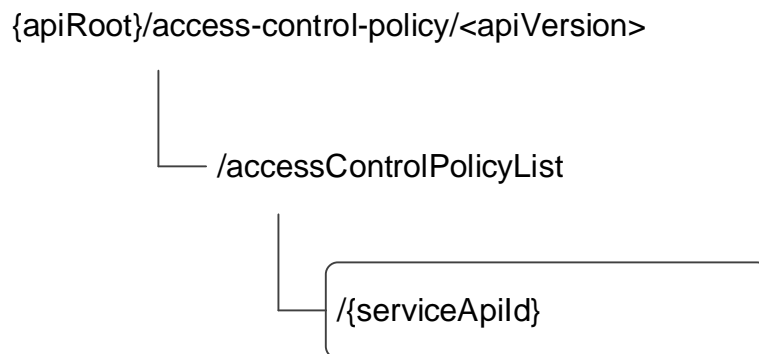 {apiRoot}/access-control-policy/<apiVersion>
/accessControlPolicyList
/{serviceApiId}